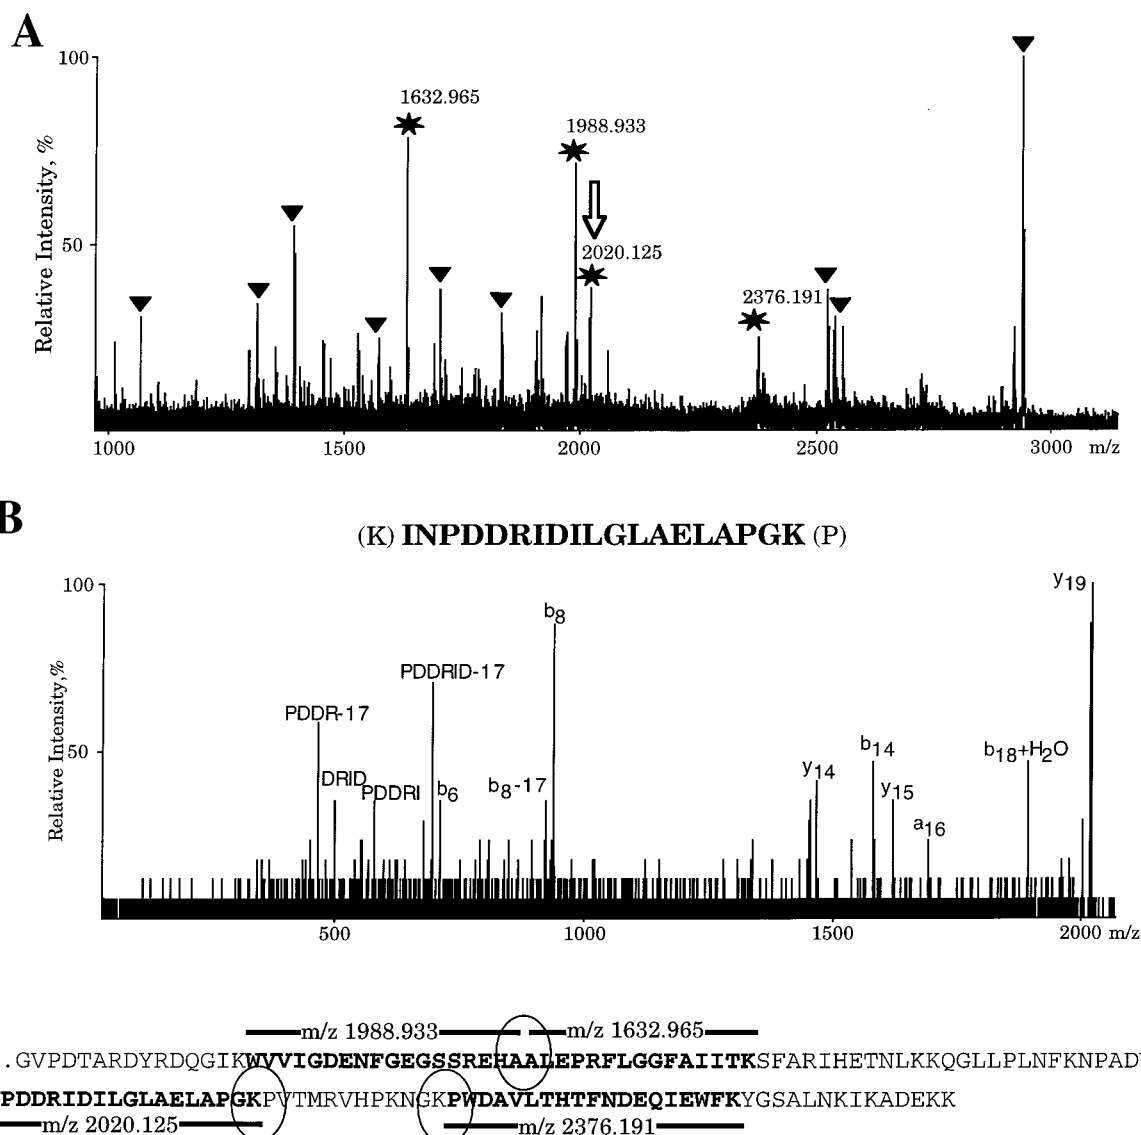 A
100
50
Relative Intensity, %
1632.965
1988.933
2020.125
2376.191
1000 1500 2000 2500 3000 m/z
B
(K) INPDDRIDILGLAELAPGK (P)
100
50
Relative Intensity,%
PDDR-17
DRID
PDDRI
PDDRID-17
b6
b8-17
b8
y14
b14
y15
a16
b18+H2O
y19
500 1000 1500 2000 m/z
m/z 1988.933 m/z 1632.965
.GVPDTARDYRDQGIKWVVIGDENFGEGSSREHAALEPRFLGGFAIITKSFARIHETNLKKQGLLPLNFKNPAD
PDDRIDILGLAELAPGKPVTMRVHPKNGKPWDAVLTHTFNDEQIEWFKYGSALNKIKADEKK
m/z 2020.125 m/z 2376.191